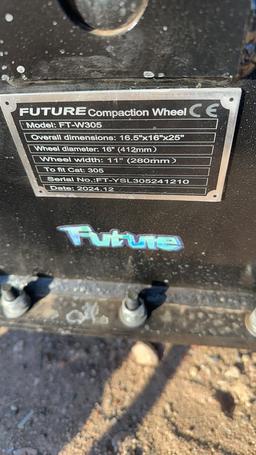 FUTURE Compaction Wheel CE
Model: FT-W305
Overall dimensions: 16.5"x16"x25"
Wheel diameter: 16" (412mm)
Wheel width: 11" (280mm)
To fit Cat: 305
Serial No.:FT-YSL305241210
Date: 2024.12
Future